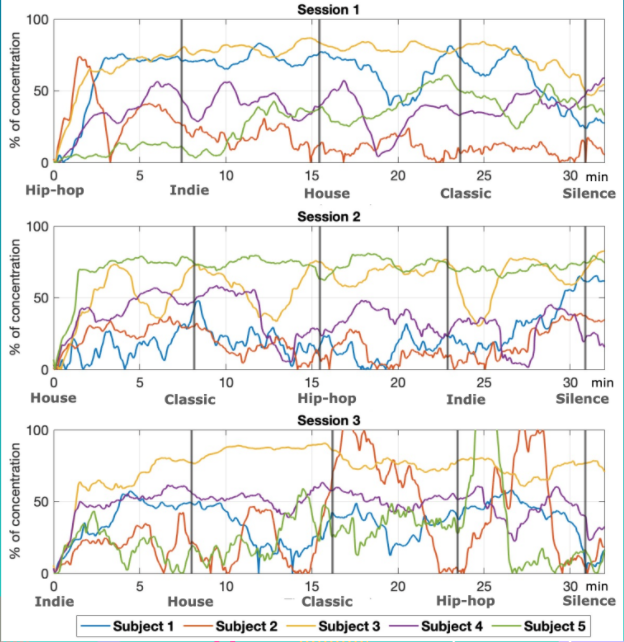 Session 1
% of concentration
100
50
0
0 5 10 15 20 25 30 min
Hip-hop Indie House Classic Silence
Session 2
% of concentration
100
50
0
0 5 10 15 20 25 30 min
House Classic Hip-hop Indie Silence
Session 3
% of concentration
100
50
0
0 5 10 15 20 25 30 min
Indie House Classic Hip-hop Silence
Subject 1 Subject 2 Subject 3 Subject 4 Subject 5